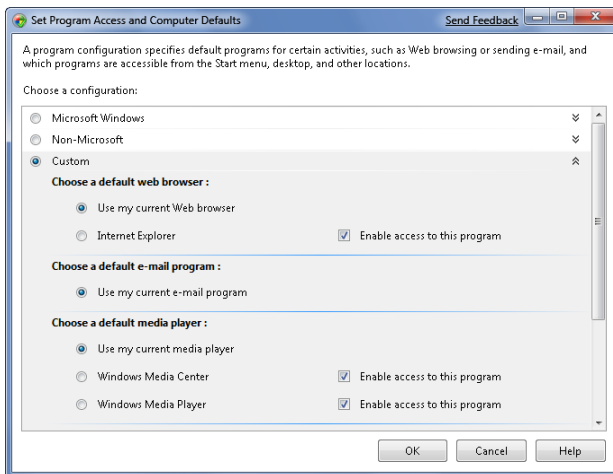 Set Program Access and Computer Defaults Send Feedback
A program configuration specifies default programs for certain activities, such as Web browsing or sending e-mail, and
which programs are accessible from the Start menu, desktop, and other locations.
Choose a configuration:
Microsoft Windows
Non-Microsoft
Custom
Choose a default web browser :
Use my current Web browser
Internet Explorer Enable access to this program
Choose a default e-mail program :
Use my current e-mail program
Choose a default media player :
Use my current media player
Windows Media Center Enable access to this program
Windows Media Player Enable access to this program
OK Cancel Help